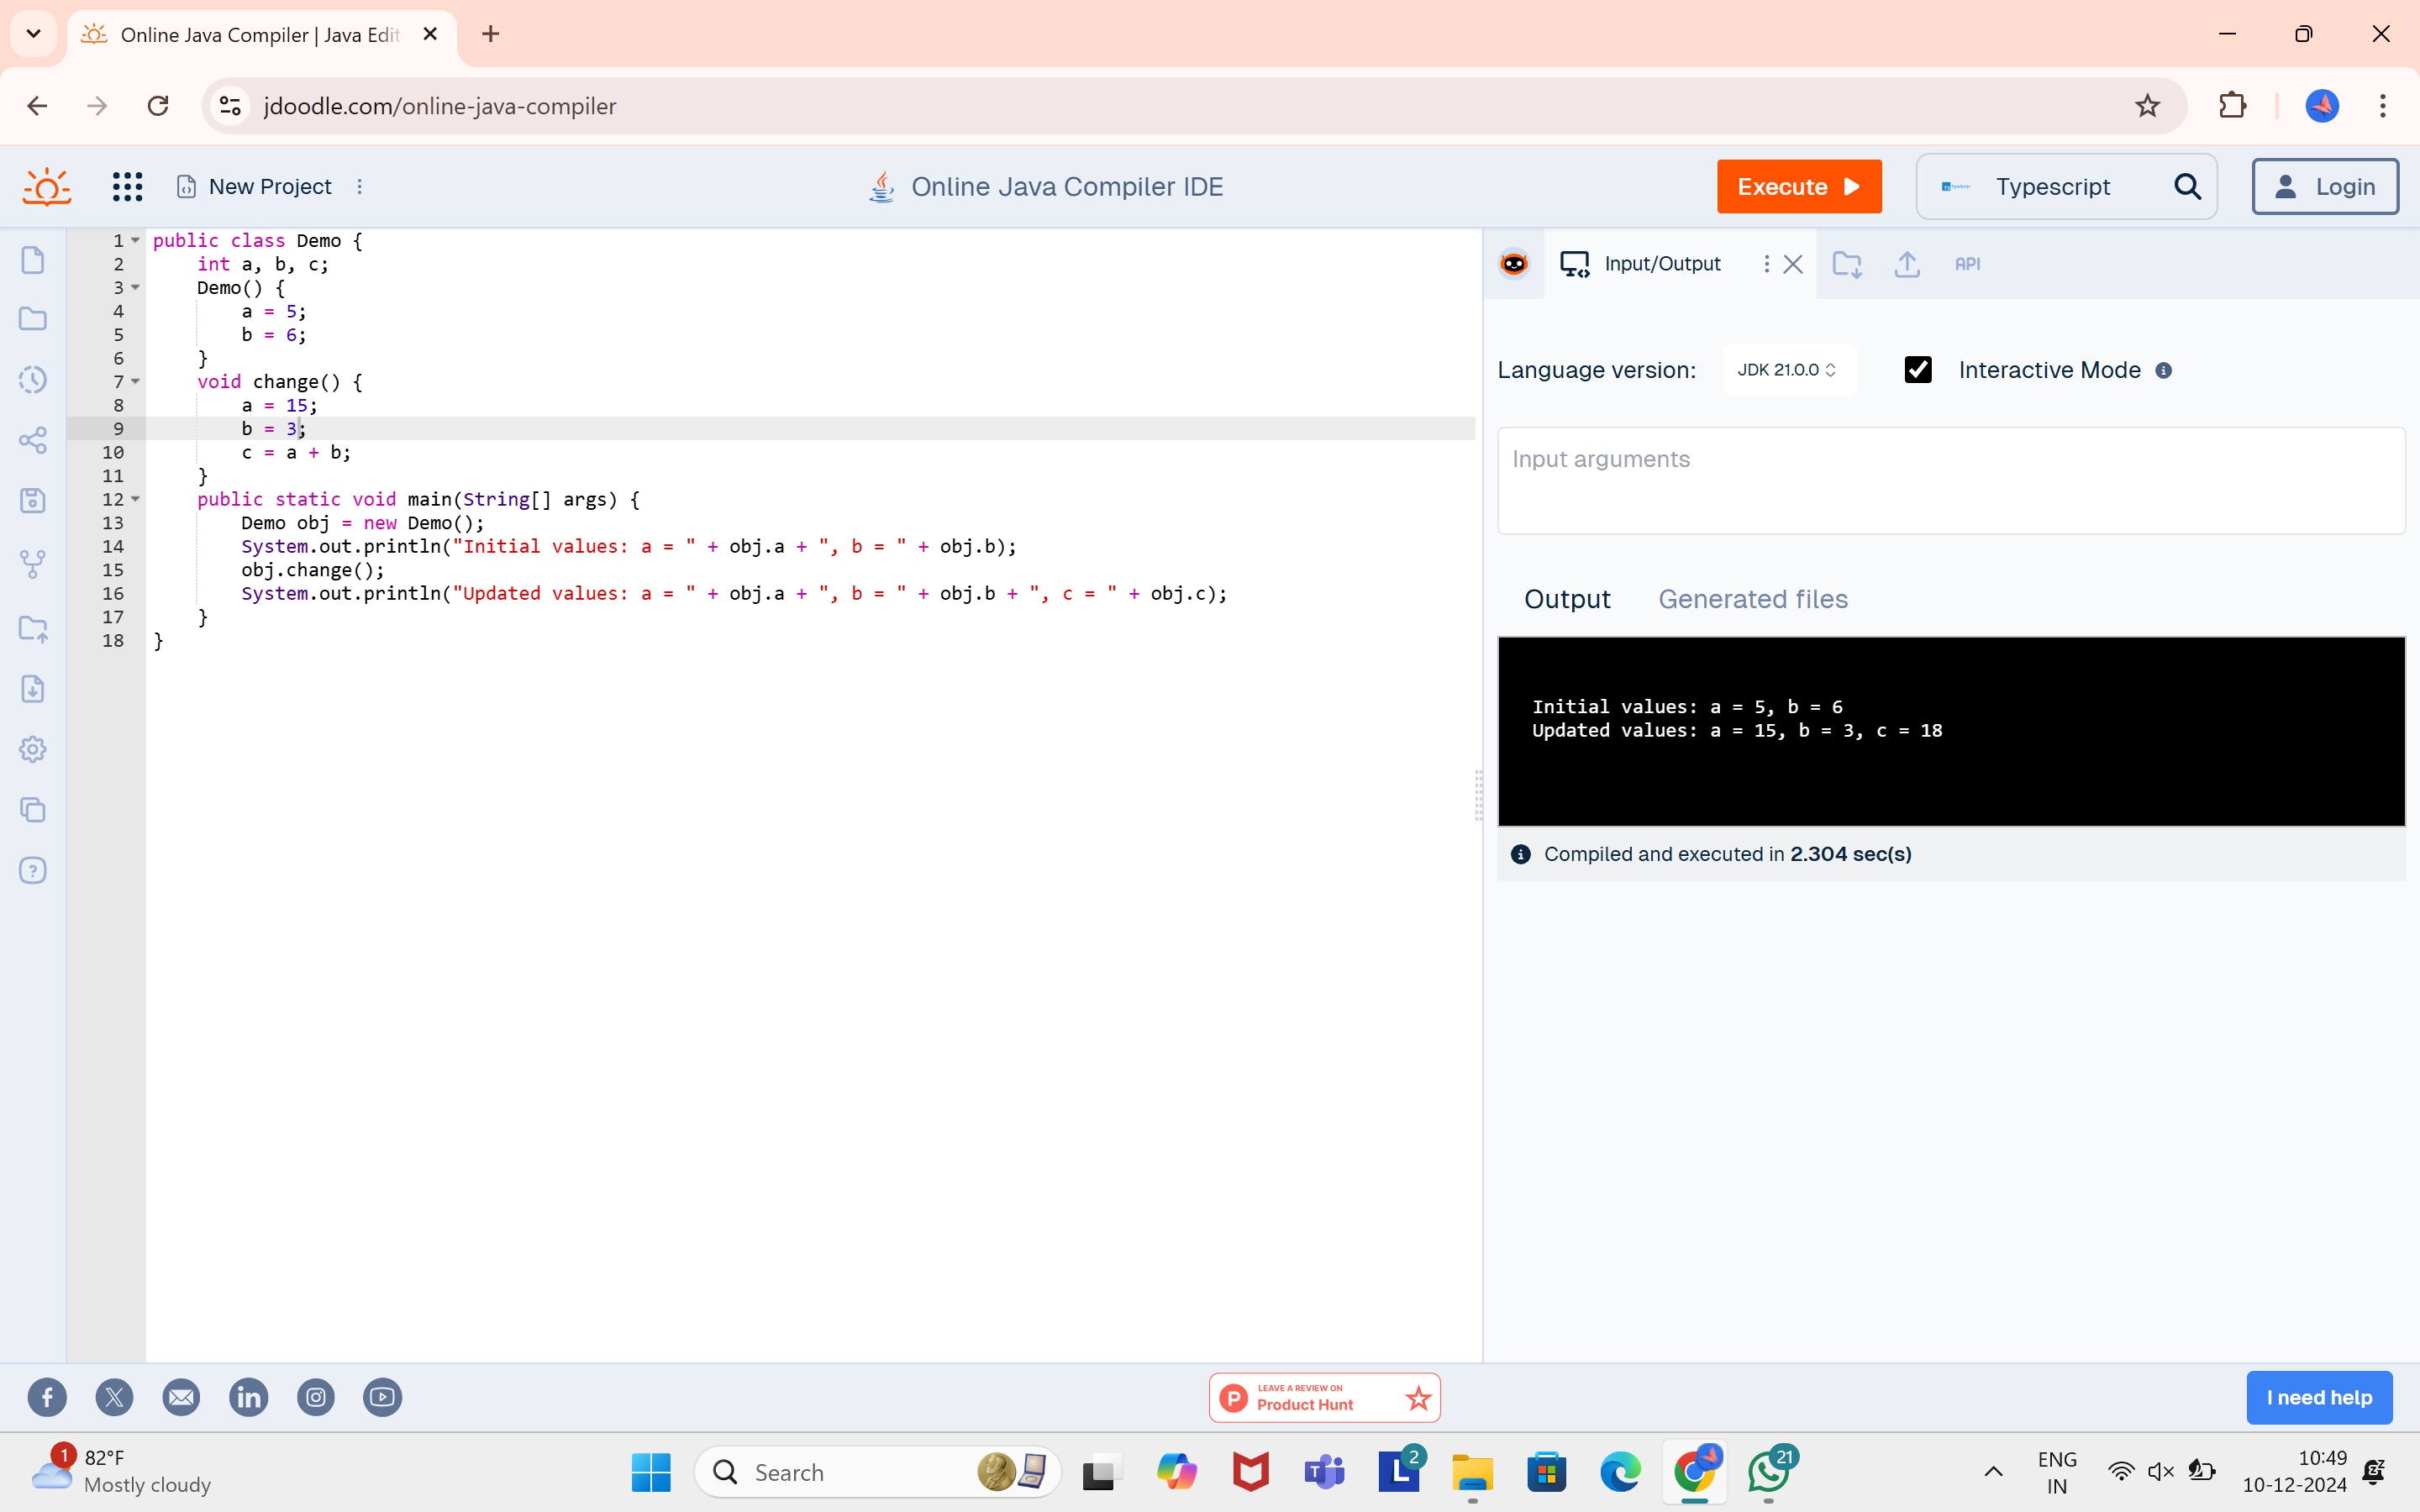 Online Java Compiler | Java Edit
jdoodle.com/online-java-compiler
New Project
Online Java Compiler IDE
Execute
Typescript
Login
1 public class Demo {
2     int a, b, c;
3     Demo() {
4         a = 5;
5         b = 6;
6     }
7     void change() {
8         a = 15;
9         b = 3;
10         c = a + b;
11     }
12     public static void main(String[] args) {
13         Demo obj = new Demo();
14         System.out.println("Initial values: a = " + obj.a + ", b = " + obj.b);
15         obj.change();
16         System.out.println("Updated values: a = " + obj.a + ", b = " + obj.b + ", c = " + obj.c);
17     }
18 }
Input/Output
API
Language version:
JDK 21.0.0
Interactive Mode
Input arguments
Output
Generated files
Initial values: a = 5, b = 6
Updated values: a = 15, b = 3, c = 18
Compiled and executed in 2.304 sec(s)
LEAVE A REVIEW ON
Product Hunt
I need help
1
82°F
Mostly cloudy
Search
2
21
ENG
IN
10:49
10-12-2024